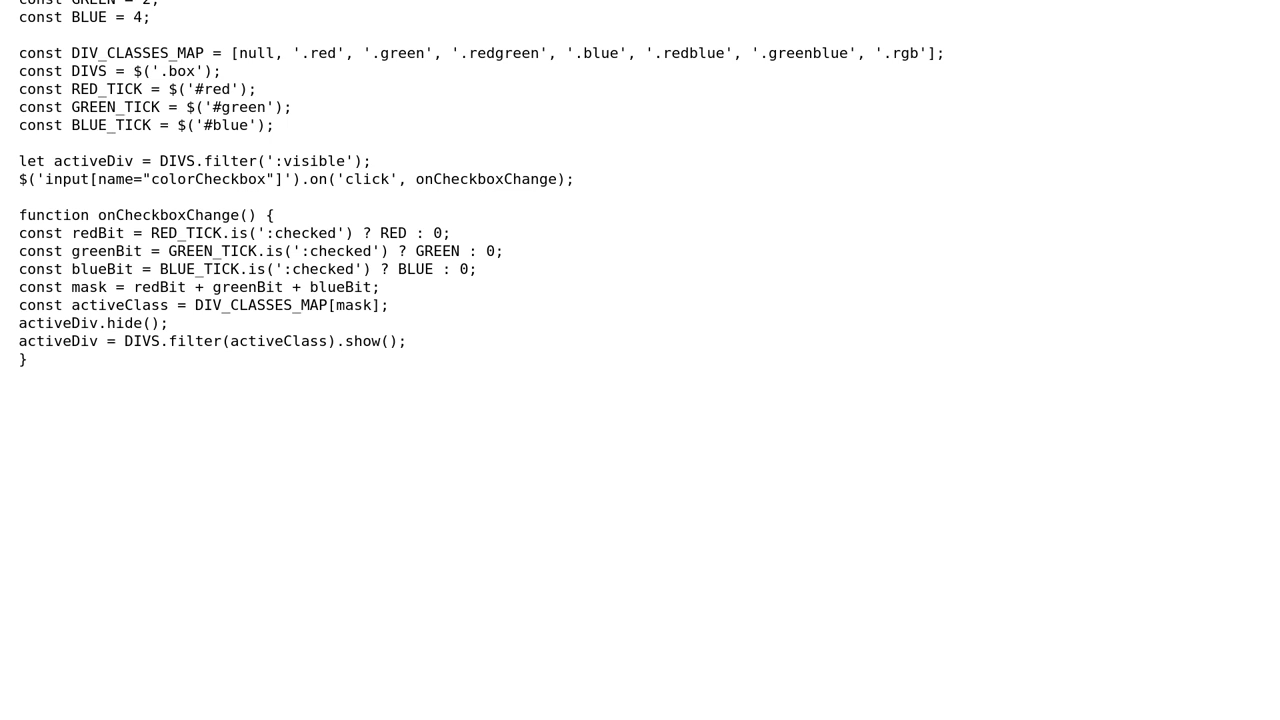 const GREEN = 2;
const BLUE = 4;

const DIV_CLASSES_MAP = [null, '.red', '.green', '.redgreen', '.blue', '.redblue', '.greenblue', '.rgb'];
const DIVS = $('.box');
const RED_TICK = $('#red');
const GREEN_TICK = $('#green');
const BLUE_TICK = $('#blue');

let activeDiv = DIVS.filter(':visible');
$('input[name="colorCheckbox"]').on('click', onCheckboxChange);

function onCheckboxChange() {
const redBit = RED_TICK.is(':checked') ? RED : 0;
const greenBit = GREEN_TICK.is(':checked') ? GREEN : 0;
const blueBit = BLUE_TICK.is(':checked') ? BLUE : 0;
const mask = redBit + greenBit + blueBit;
const activeClass = DIV_CLASSES_MAP[mask];
activeDiv.hide();
activeDiv = DIVS.filter(activeClass).show();
}